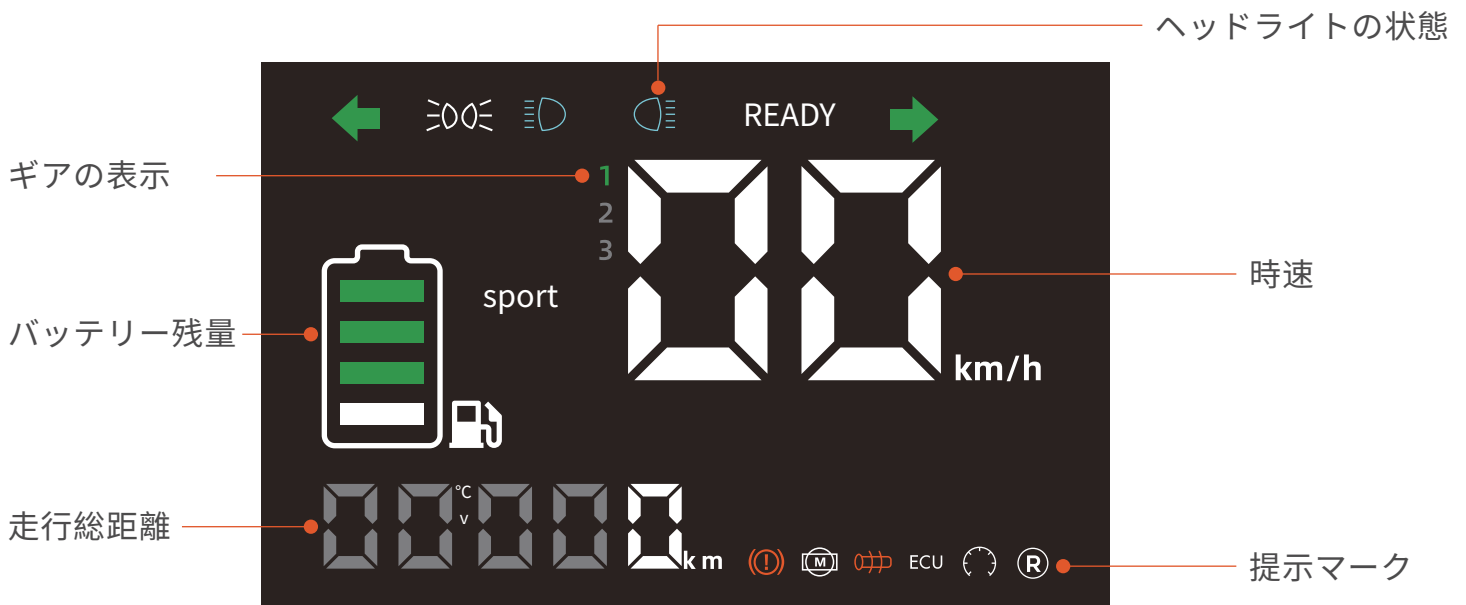 ヘッドライトの状態
READY
ギアの表示
1
2
3
00
時速
sport
バッテリー残量
km/h
°C
v
走行総距離
00000
km
M
ECU
R
提示マーク